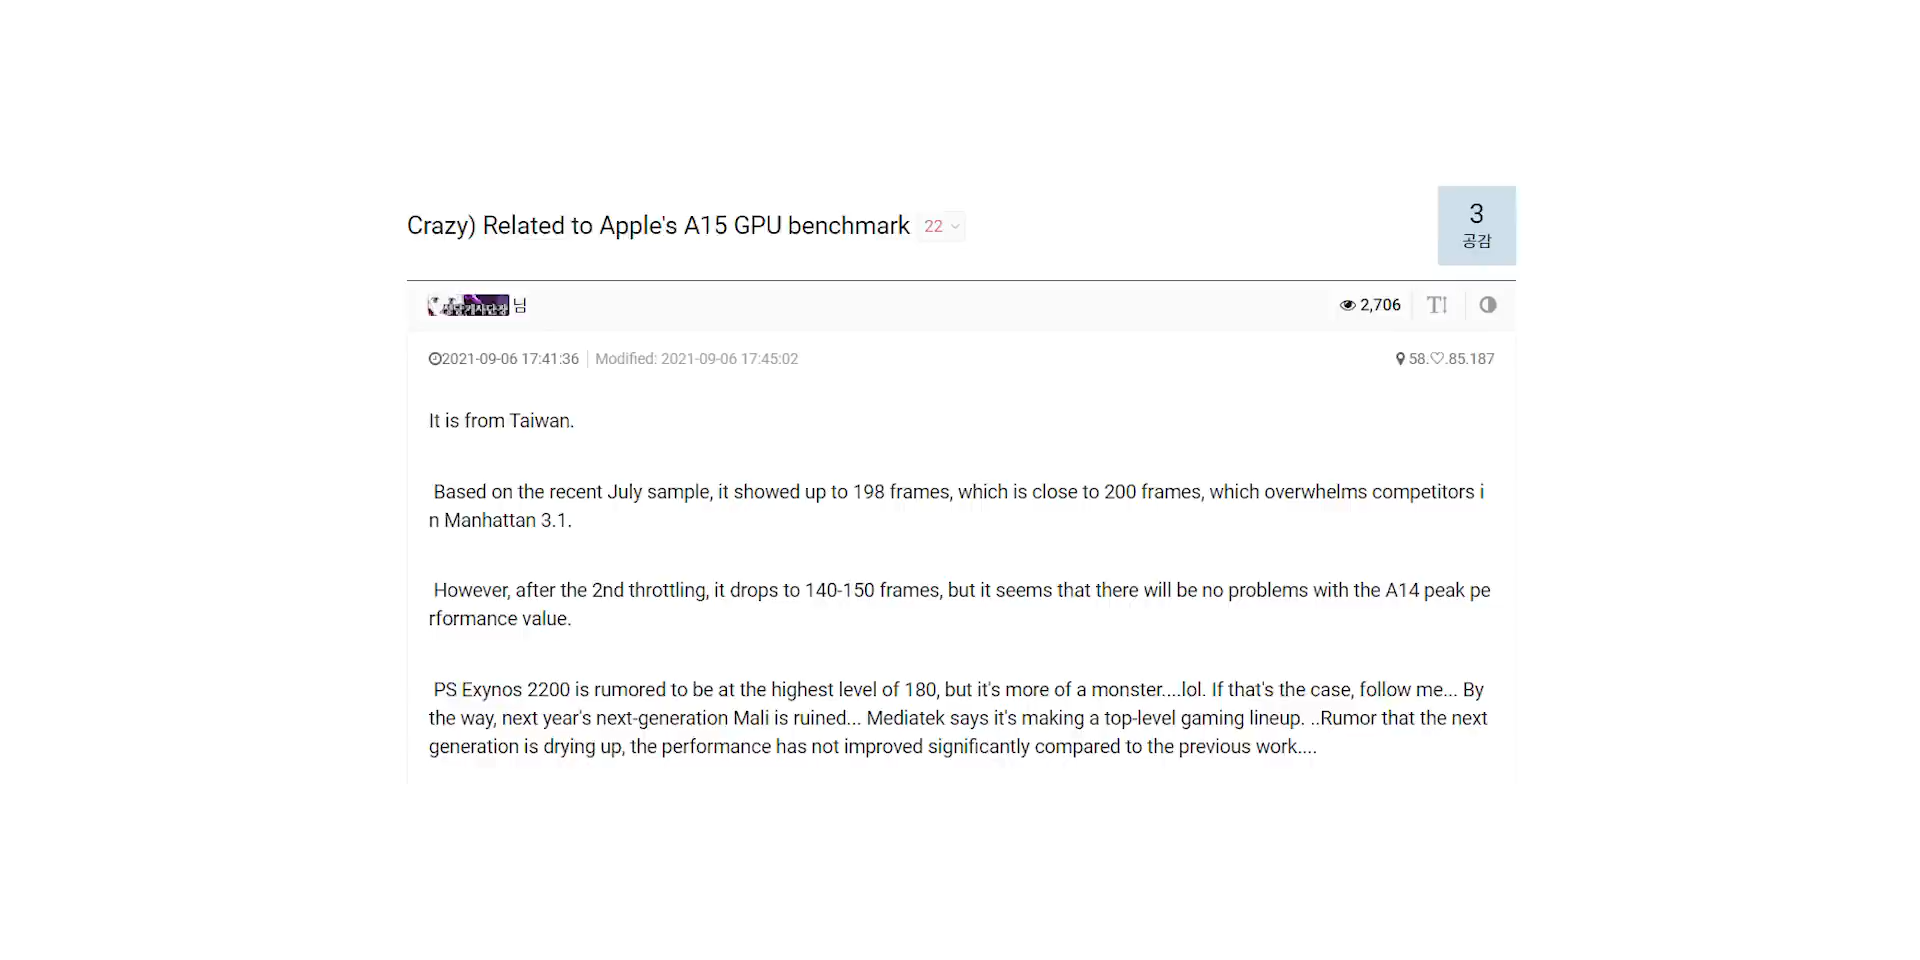 Crazy) Related to Apple's A15 GPU benchmark 22
3
공감
님
2,706
2021-09-06 17:41:36 Modified: 2021-09-06 17:45:02
58.♡.85.187
It is from Taiwan.
Based on the recent July sample, it showed up to 198 frames, which is close to 200 frames, which overwhelms competitors i
n Manhattan 3.1.
However, after the 2nd throttling, it drops to 140-150 frames, but it seems that there will be no problems with the A14 peak pe
rformance value.
PS Exynos 2200 is rumored to be at the highest level of 180, but it's more of a monster....lol. If that's the case, follow me... By
the way, next year's next-generation Mali is ruined... Mediatek says it's making a top-level gaming lineup. ..Rumor that the next
generation is drying up, the performance has not improved significantly compared to the previous work....